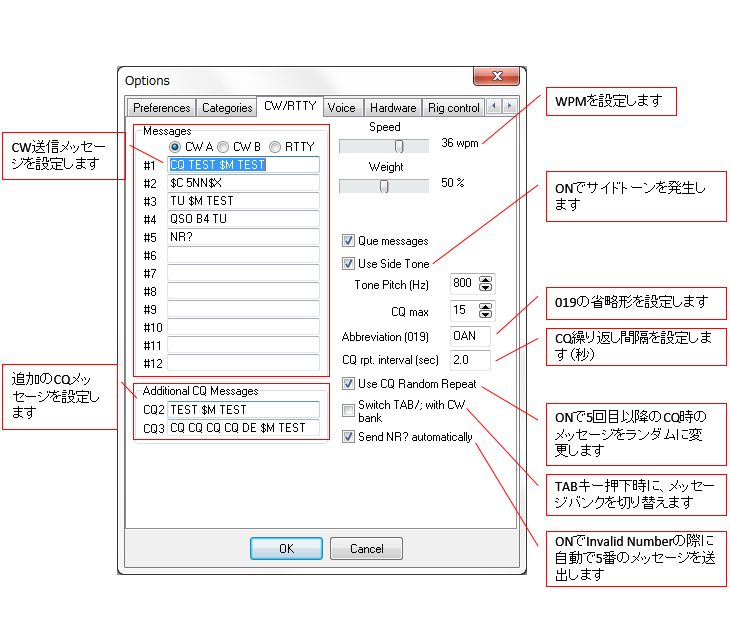 Options
Preferences
Categories
CW/RTTY
Voice
Hardware
Rig control
Messages
CW A
CW B
RTTY
#1 CQ TEST $M TEST
#2 $C 5NN$X
#3 TU $M TEST
#4 QSO B4 TU
#5 NR?
#6
#7
#8
#9
#10
#11
#12
Additional CQ Messages
CQ2 TEST $M TEST
CQ3 CQ CQ CQ CQ DE $M TEST
Speed
36 wpm
Weight
50 %
Que messages
Use Side Tone
Tone Pitch (Hz) 800
CQ max 15
Abbreviation (019) OAN
CQ rpt. interval (sec) 2.0
Use CQ Random Repeat
Switch TAB/; with CW
bank
Send NR? automatically
OK
Cancel
CW送信メッセー
ジを設定します
追加のCQメッ
セージを設定し
ます
WPMを設定します
ONでサイドトーンを発生し
ます
019の省略形を設定します
CQ繰り返し間隔を設定しま
す（秒）
ONで5回目以降のCQ時の
メッセージをランダムに変
更します
TABキー押下時に、メッセー
ジバンクを切り替えます
ONでInvalid Numberの際に
自動で5番のメッセージを送
出します